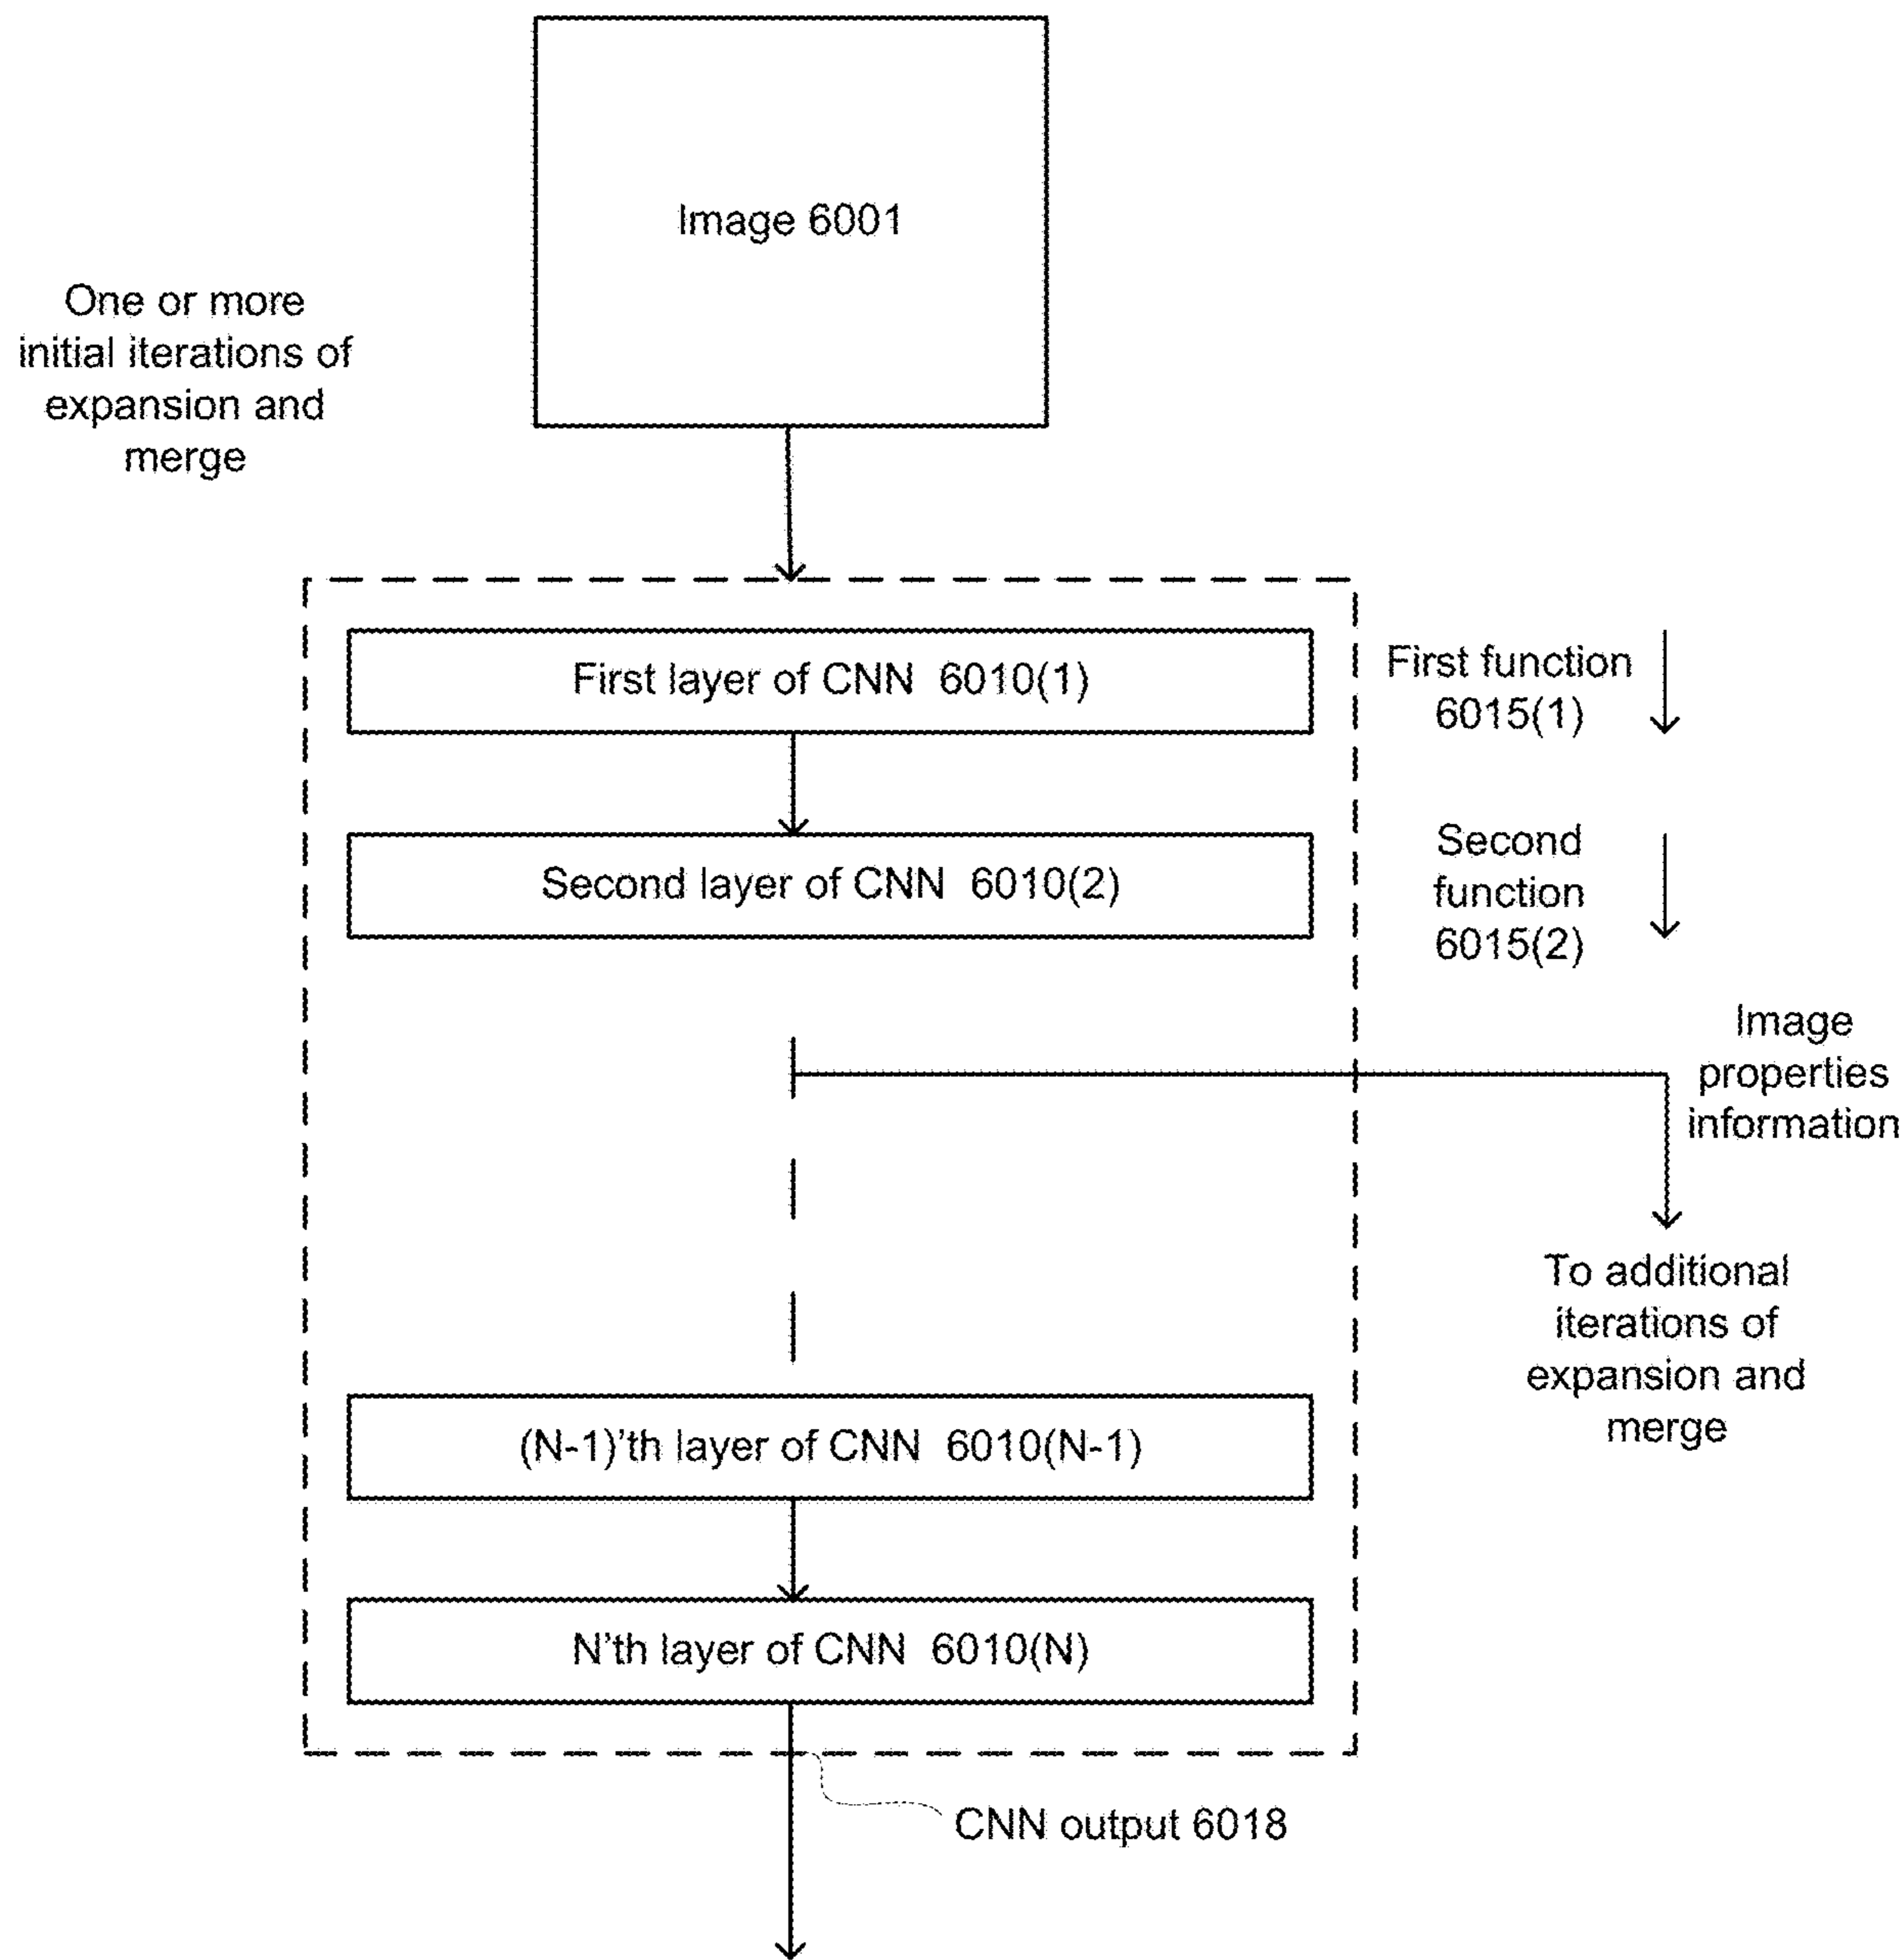 Image 6001
One or more
initial iterations of
expansion and
merge
First layer of CNN 6010(1)
First function
6015(1)
Second layer of CNN 6010(2)
Second
function
6015(2)
Image
properties
information
To additional
iterations of
expansion and
merge
(N-1)'th layer of CNN 6010(N-1)
N'th layer of CNN 6010(N)
CNN output 6018